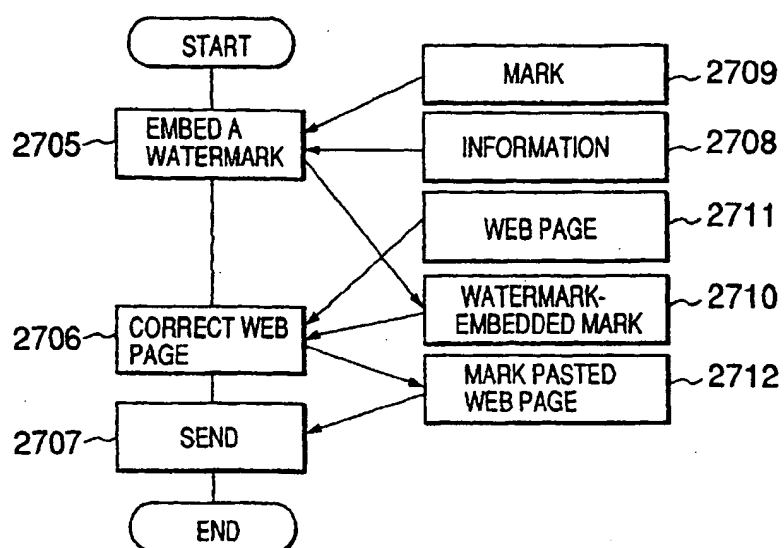 START
MARK
2709
2705
EMBED A
WATERMARK
INFORMATION
2708
WEB PAGE
2711
2706
CORRECT WEB
PAGE
WATERMARK-
EMBEDDED MARK
2710
MARK PASTED
WEB PAGE
2712
2707
SEND
END